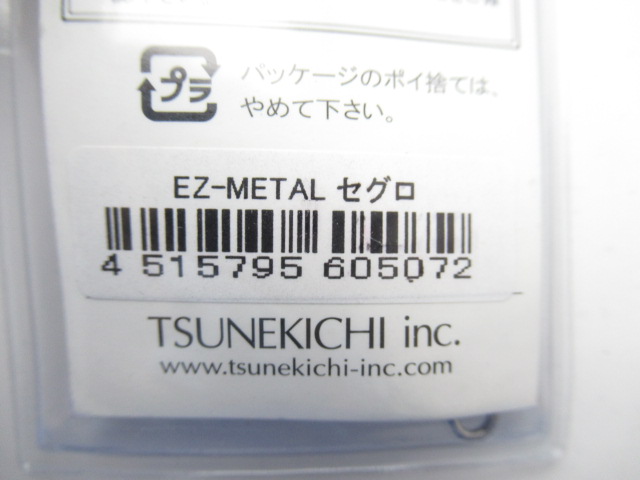 プラ
パッケージのポイ捨ては、
やめて下さい。
EZ-METAL セグロ
4 515795 605072
TSUNEKICHI inc.
www.tsunekichi-inc.com